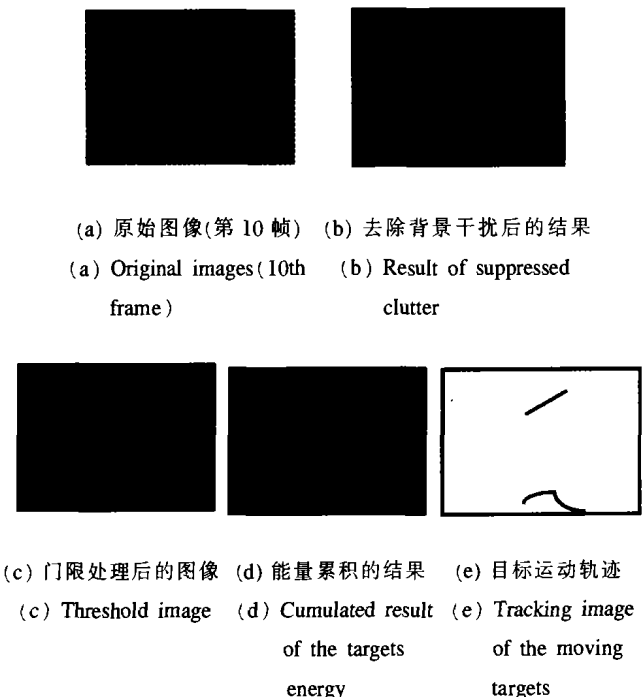 (a) 原始图像(第 10 帧) (b) 去除背景干扰后的结果
(a) Original images(10th (b) Result of suppressed
frame) clutter
(c) 门限处理后的图像 (d) 能量累积的结果 (e) 目标运动轨迹
(c) Threshold image (d) Cumulated result (e) Tracking image
of the targets of the moving
energy targets